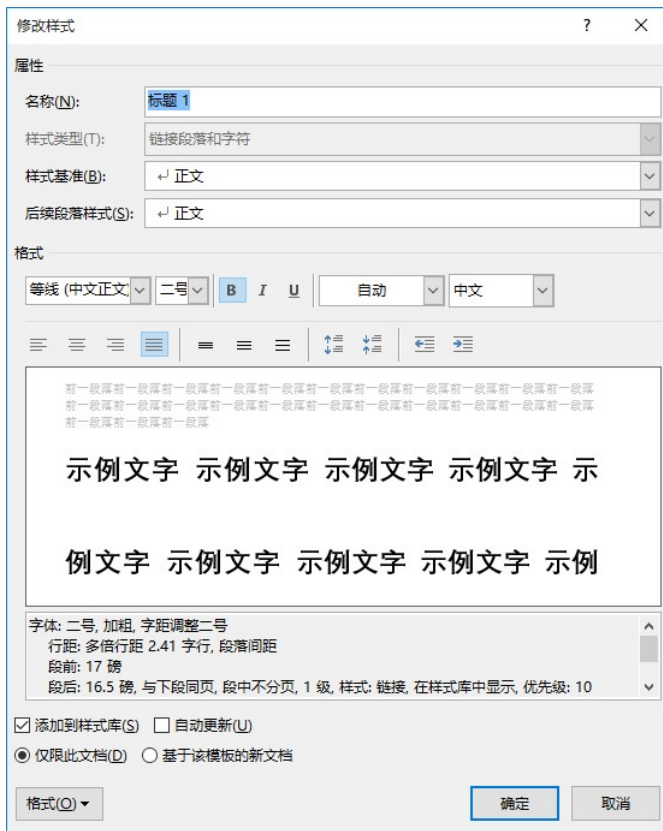 修改样式 ?
属性
名称(N): 标题 1
样式类型(T): 链接段落和字符
样式基准(B): ↵ 正文
后续段落样式(S): ↵ 正文
格式
等线 (中文正文) 二号 B I U 自动 中文
前一段落前一段落前一段落前一段落前一段落前一段落前一段落前一段落前一段落前一段落前一段落
前一段落前一段落前一段落前一段落前一段落前一段落前一段落前一段落前一段落前一段落前一段落
前一段落前一段落前一段落
示例文字 示例文字 示例文字 示例文字 示
例文字 示例文字 示例文字 示例文字 示例
字体: 二号, 加粗, 字距调整二号
行距: 多倍行距 2.41 字行, 段落间距
段前: 17 磅
段后: 16.5 磅, 与下段同页, 段中不分页, 1 级, 样式: 链接, 在样式库中显示, 优先级: 10
添加到样式库(S) 自动更新(U)
仅限此文档(D) 基于该模板的新文档
格式(O) 确定 取消